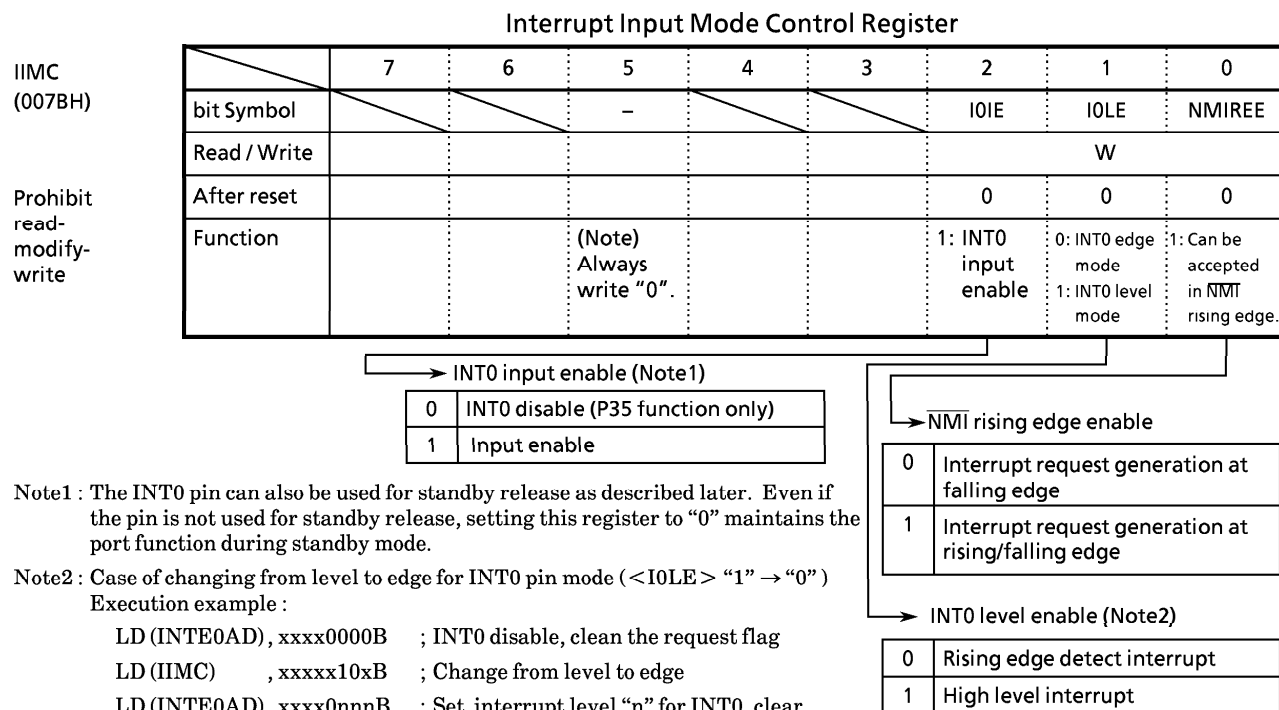 Interrupt Input Mode Control Register
IIMC
(007BH)
7 6 5 4 3 2 1 0
bit Symbol – I0IE I0LE NMIREE
Read / Write W
After reset 0 0 0
Prohibit
read-
modify-
write
Function
(Note)
Always
write “0”.
1: INT0
input
enable
0: INT0 edge
mode
1: INT0 level
mode
1: Can be
accepted
in NMI
rising edge.
INT0 input enable (Note1)
0 INT0 disable (P35 function only)
1 Input enable
NMI rising edge enable
0 Interrupt request generation at
falling edge
1 Interrupt request generation at
rising/falling edge
Note1 : The INT0 pin can also be used for standby release as described later. Even if
the pin is not used for standby release, setting this register to “0” maintains the
port function during standby mode.
Note2 : Case of changing from level to edge for INT0 pin mode (<I0LE> “1” → “0”)
Execution example :
LD (INTE0AD) , xxxx0000B ; INT0 disable, clean the request flag
LD (IIMC) , xxxxx10xB ; Change from level to edge
LD (INTE0AD) , xxxx0nnnB ; Set interrupt level “n” for INT0, clear
INT0 level enable (Note2)
0 Rising edge detect interrupt
1 High level interrupt